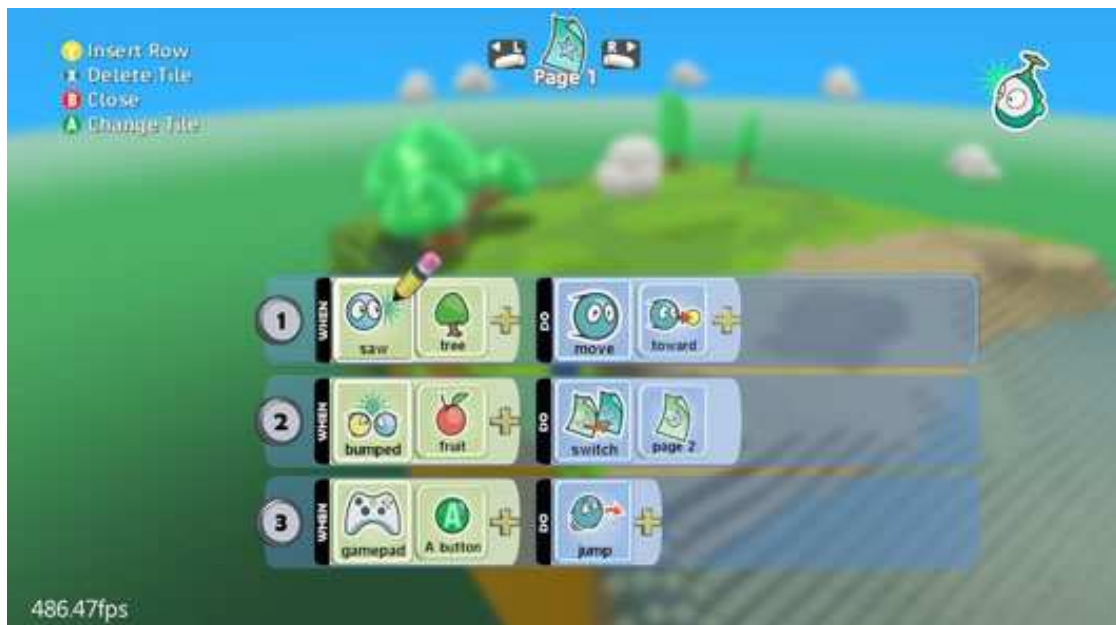 Y Insert Row
X Delete Tile
B Close
A Change Tile
L R
Page 1
1 WHEN saw tree DO move toward
2 WHEN bumped fruit DO switch page 2
3 WHEN gamepad A A button DO jump
486.47fps